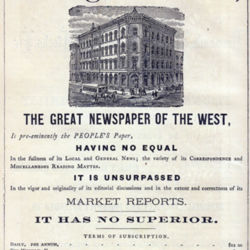 THE GREAT NEWSPAPER OF THE WEST,
Is pre-eminently the PEOPLE'S Paper,
HAVING NO EQUAL
In the fullness of its Local and General News; the variety of its Correspondence and
Miscellaneous Reading Matter,
IT IS UNSURPASSED
In the vigor and originality of its editorial discussions and in the extent and correctness of its
MARKET REPORTS.
IT HAS NO SUPERIOR.
TERMS OF SUBSCRIPTION.
Daily, per annum,